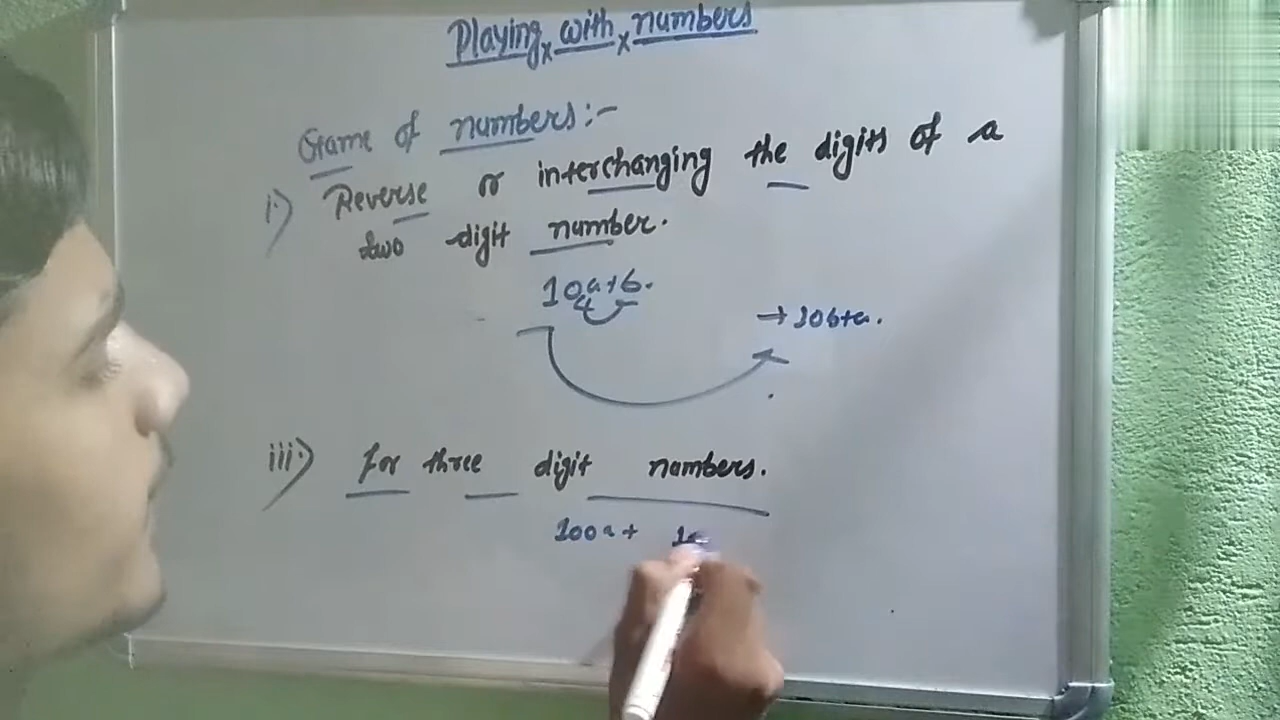 Playing x with x numbers
Game of numbers:-
i.) Reverse or interchanging the digits of a
two digit number.
10a+b.
→ 10b+a.
iii.) for three digit numbers.
100a + 10